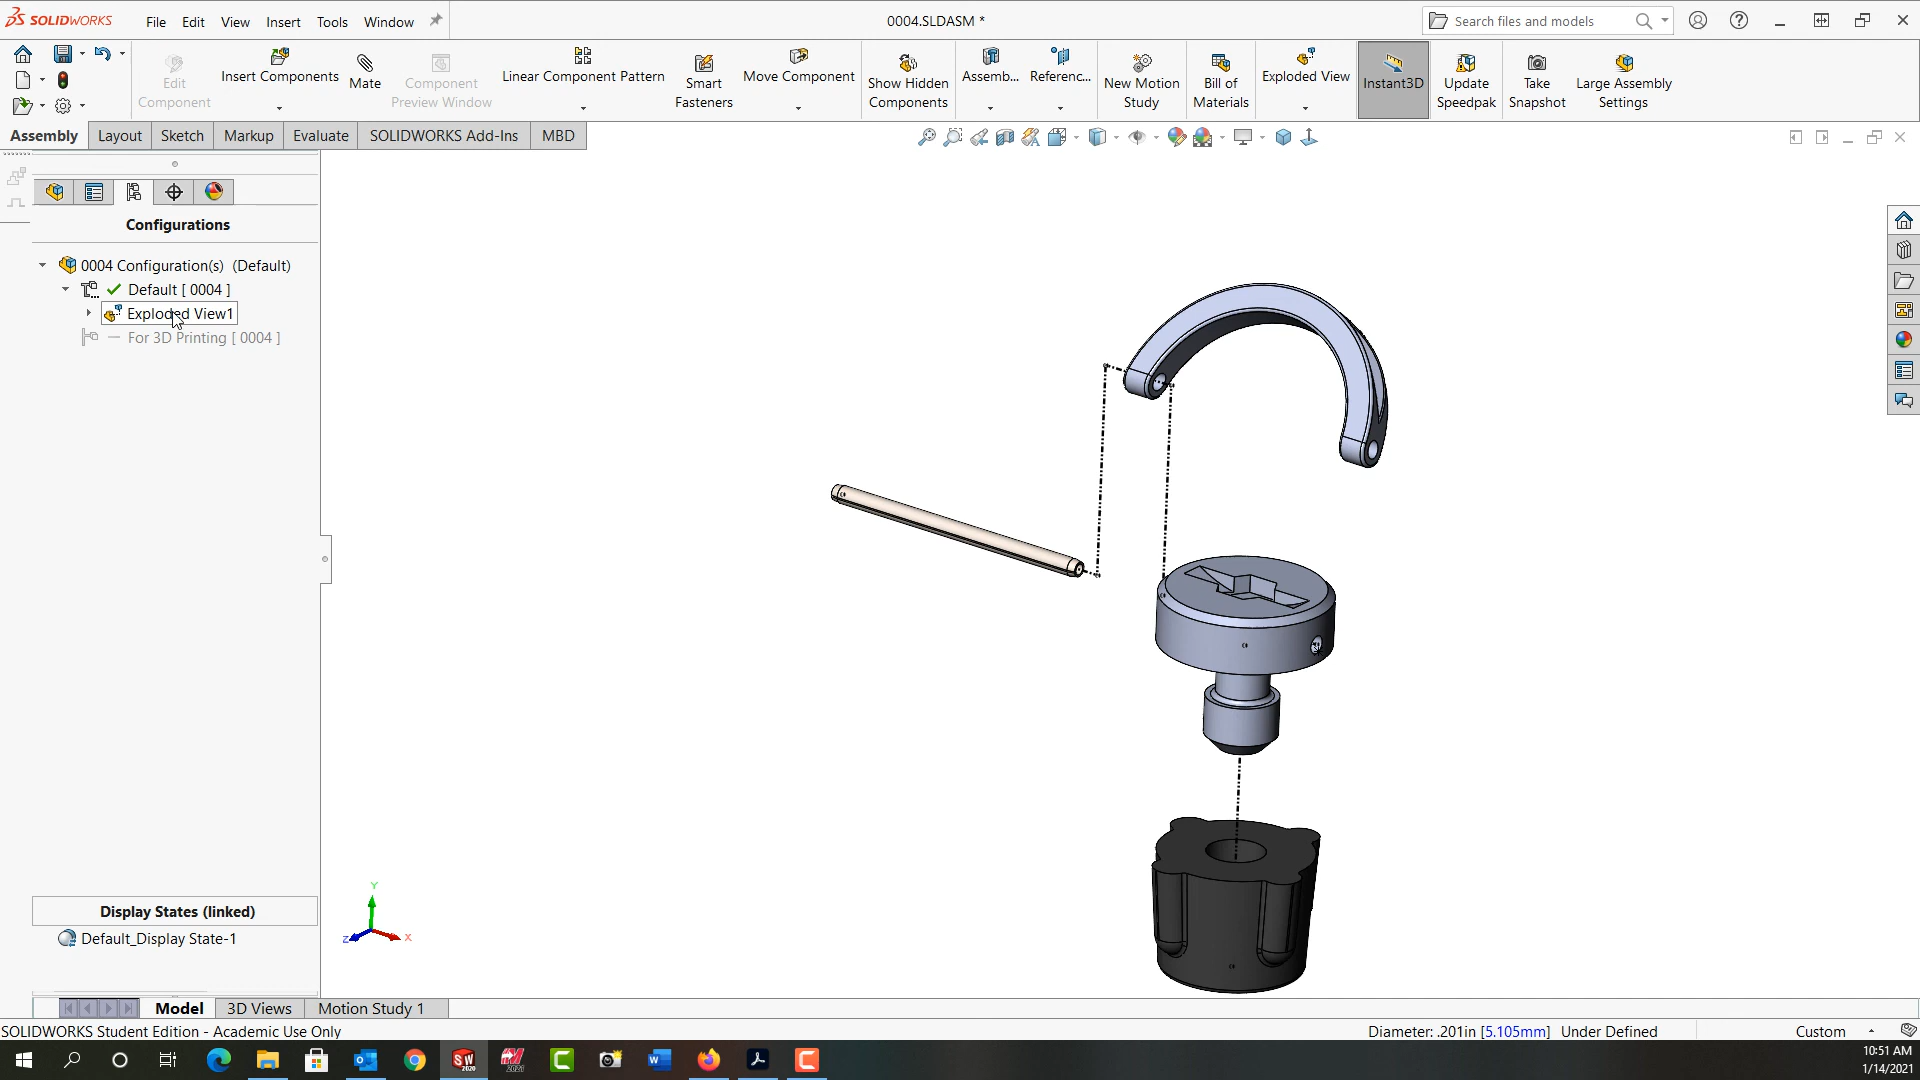 SOLIDWORKS
File
Edit
View
Insert
Tools
Window
0004.SLDASM *
Search files and models
Edit
Component
Insert Components
Mate
Component
Preview Window
Linear Component Pattern
Smart
Fasteners
Move Component
Show Hidden
Components
Assemb...
Referenc...
New Motion
Study
Bill of
Materials
Exploded View
Instant3D
Update
Speedpak
Take
Snapshot
Large Assembly
Settings
Assembly
Layout
Sketch
Markup
Evaluate
SOLIDWORKS Add-Ins
MBD
Configurations
0004 Configuration(s) (Default)
Default [ 0004 ]
Exploded View1
For 3D Printing [ 0004 ]
Display States (linked)
Default_Display State-1
Y
Z
X
Model
3D Views
Motion Study 1
SOLIDWORKS Student Edition - Academic Use Only
Diameter: .201in [5.105mm]
Under Defined
Custom
10:51 AM
1/14/2021